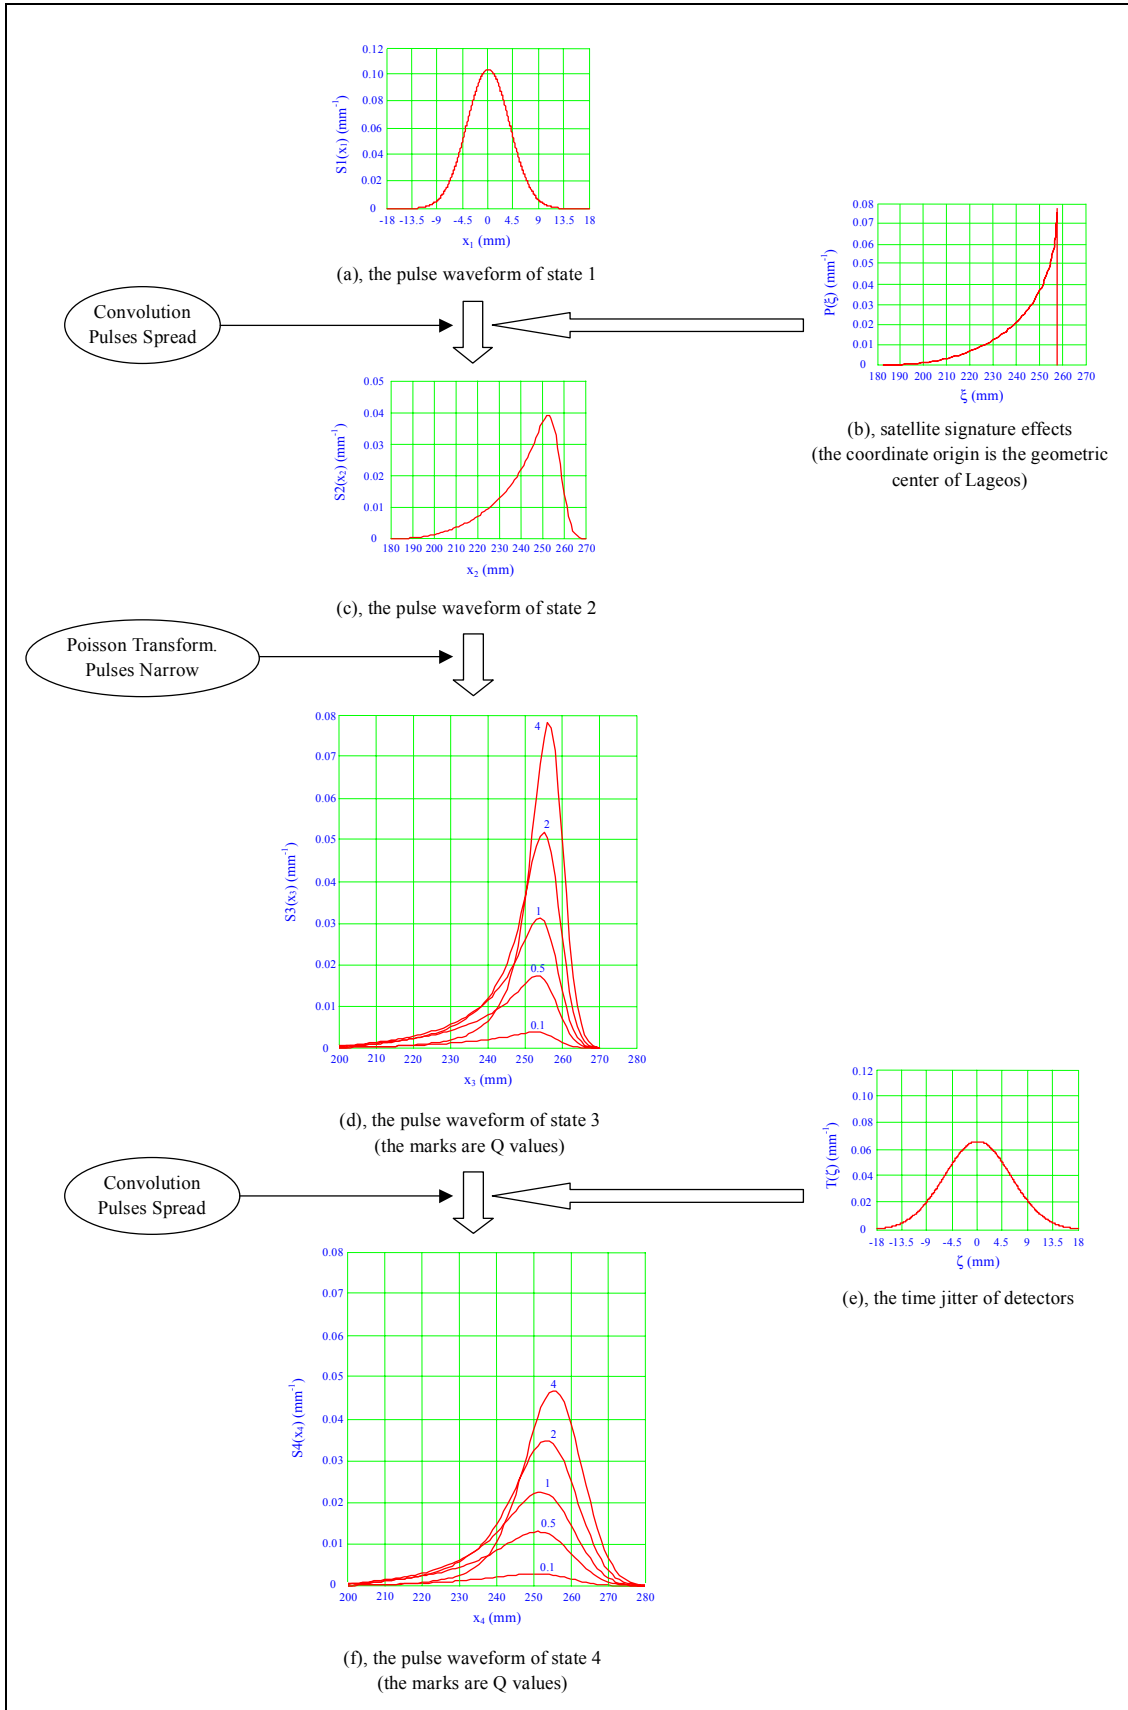 0.12
0.10
0.08
0.06
0.04
0.02
0
S1(x₁) (mm⁻¹)
-18 -13.5 -9 -4.5 0 4.5 9 13.5 18
x₁ (mm)
(a), the pulse waveform of state 1
Convolution
Pulses Spread
0.08
0.07
0.06
0.05
0.04
0.03
0.02
0.01
0
P(ξ) (mm⁻¹)
180 190 200 210 220 230 240 250 260 270
ξ (mm)
(b), satellite signature effects
(the coordinate origin is the geometric
center of Lageos)
0.05
0.04
0.03
0.02
0.01
0
S2(x₂) (mm⁻¹)
180 190 200 210 220 230 240 250 260 270
x₂ (mm)
(c), the pulse waveform of state 2
Poisson Transform.
Pulses Narrow
0.08
0.07
0.06
0.05
0.04
0.03
0.02
0.01
0
S3(x₃) (mm⁻¹)
4
2
1
0.5
0.1
200 210 220 230 240 250 260 270 280
x₃ (mm)
(d), the pulse waveform of state 3
(the marks are Q values)
Convolution
Pulses Spread
0.12
0.10
0.08
0.06
0.04
0.02
0
T(ζ) (mm⁻¹)
-18 -13.5 -9 -4.5 0 4.5 9 13.5 18
ζ (mm)
(e), the time jitter of detectors
0.08
0.07
0.06
0.05
0.04
0.03
0.02
0.01
0
S4(x₄) (mm⁻¹)
4
2
1
0.5
0.1
200 210 220 230 240 250 260 270 280
x₄ (mm)
(f), the pulse waveform of state 4
(the marks are Q values)